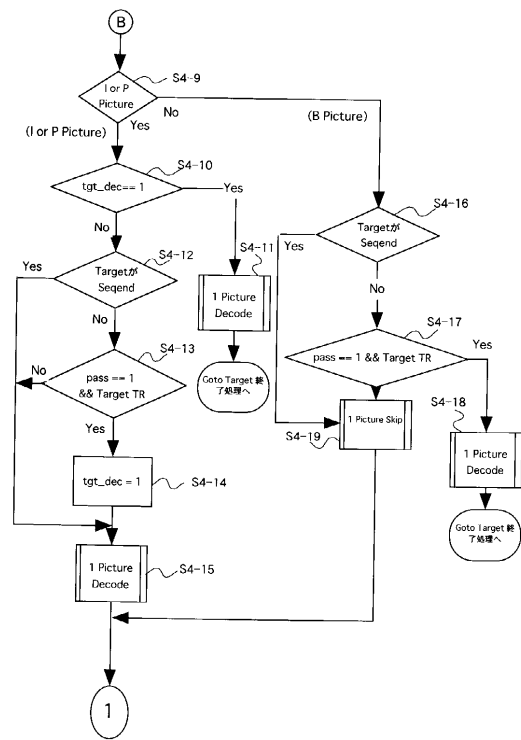 B
S4-9
I or P
Picture
No
(I or P Picture)
Yes
(B Picture)
S4-10
tgt_dec== 1
Yes
No
S4-16
Targetが
Seqend
Yes
No
S4-12
Yes
Targetが
Seqend
No
S4-11
1 Picture
Decode
S4-17
pass == 1 && Target TR
Yes
S4-13
No
pass == 1
&& Target TR
Yes
Goto Target 終
了処理へ
1 Picture Skip
S4-19
S4-18
1 Picture
Decode
tgt_dec = 1
S4-14
Goto Target 終
了処理へ
1 Picture
Decode
S4-15
1